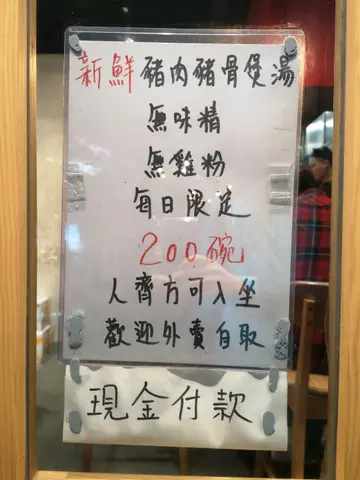 新鮮豬肉豬骨煲湯
無味精
無雞粉
每日限定
200碗
人齊方可入坐
歡迎外賣自取
現金付款